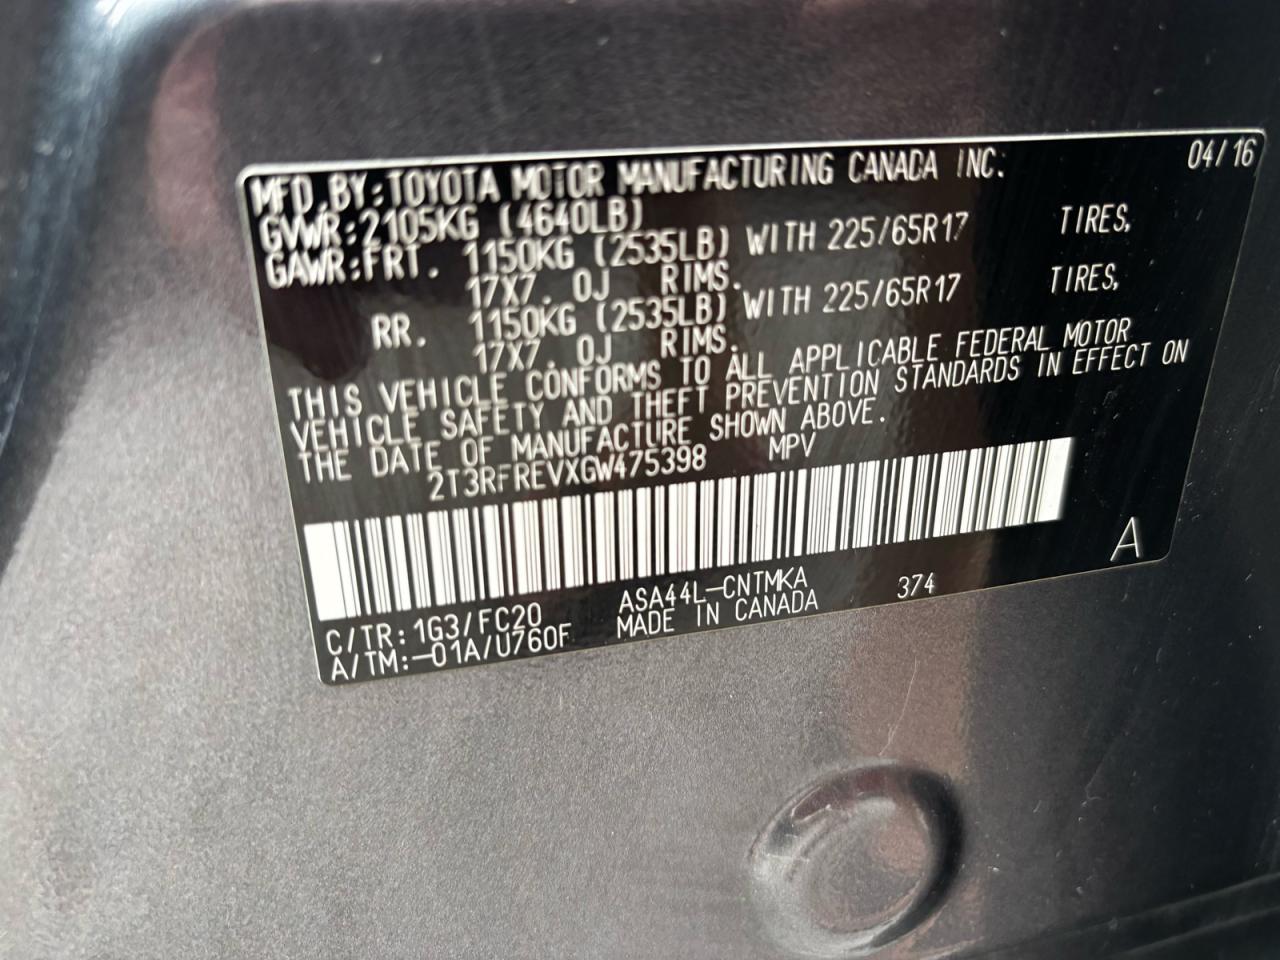 MFD. BY: TOYOTA MOTOR MANUFACTURING CANADA INC. 04/16
GVWR: 2105KG (4640LB)
GAWR: FRT. 1150KG (2535LB) WITH 225/65R17 TIRES,
17X7. 0J RIMS.
RR. 1150KG (2535LB) WITH 225/65R17 TIRES,
17X7. 0J RIMS.
THIS VEHICLE CONFORMS TO ALL APPLICABLE FEDERAL MOTOR
VEHICLE SAFETY AND THEFT PREVENTION STANDARDS IN EFFECT ON
THE DATE OF MANUFACTURE SHOWN ABOVE.
2T3RFREVXGW475398 MPV
A
C/TR: 1G3/FC20 ASA44L-CNTMKA 374
A/TM:-01A/U760F MADE IN CANADA